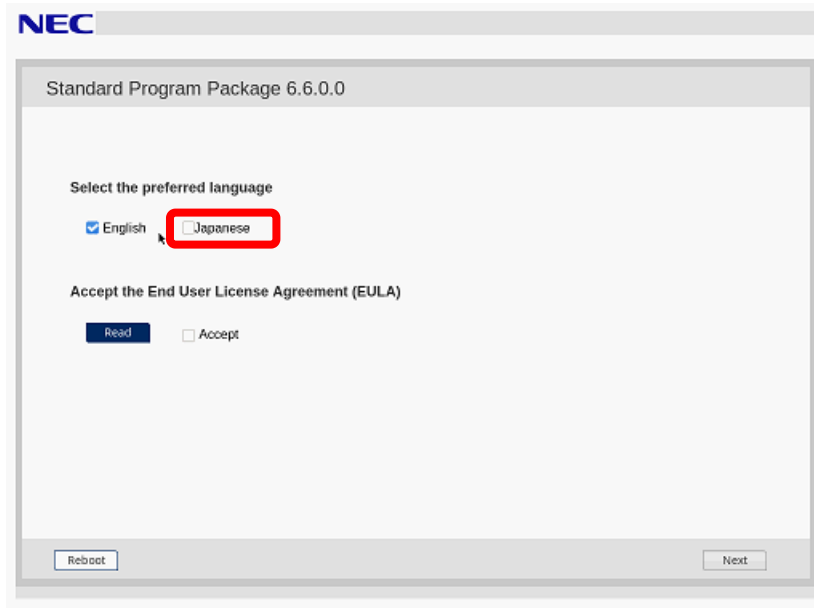 NEC
Standard Program Package 6.6.0.0
Select the preferred language
English Japanese
Accept the End User License Agreement (EULA)
Read Accept
Reboot Next